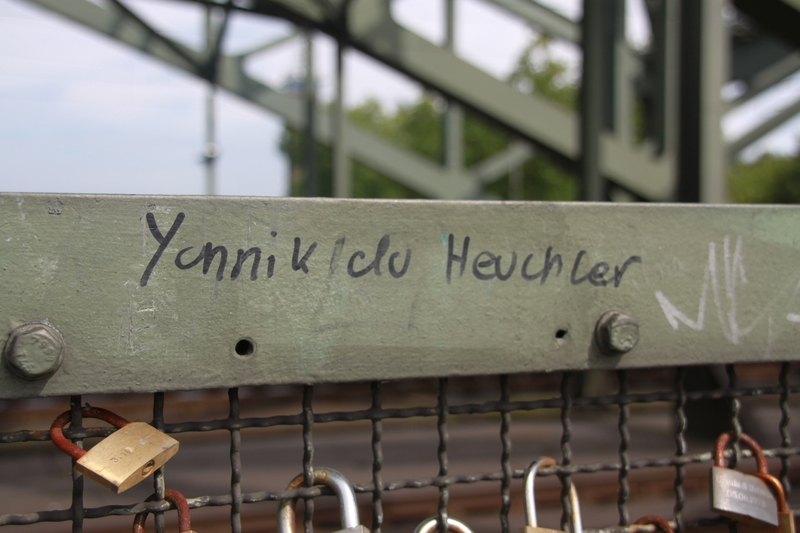 Yannik du Heuchler